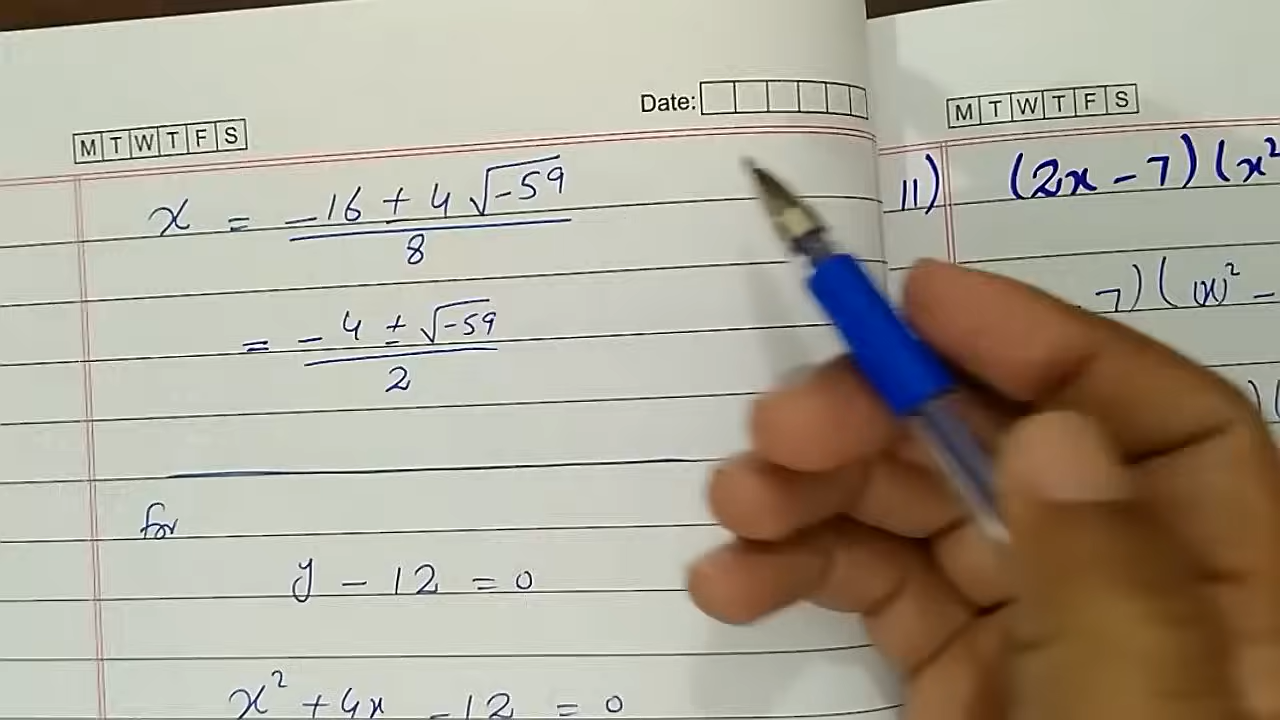 Date:
M T W T F S
x = -16 ± 4 √-59
8
= -4 ± √-59
2
for
y - 12 = 0
x² + 4x - 12 = 0
M T W T F S
11) (2x - 7) (x²
7) (x)² -